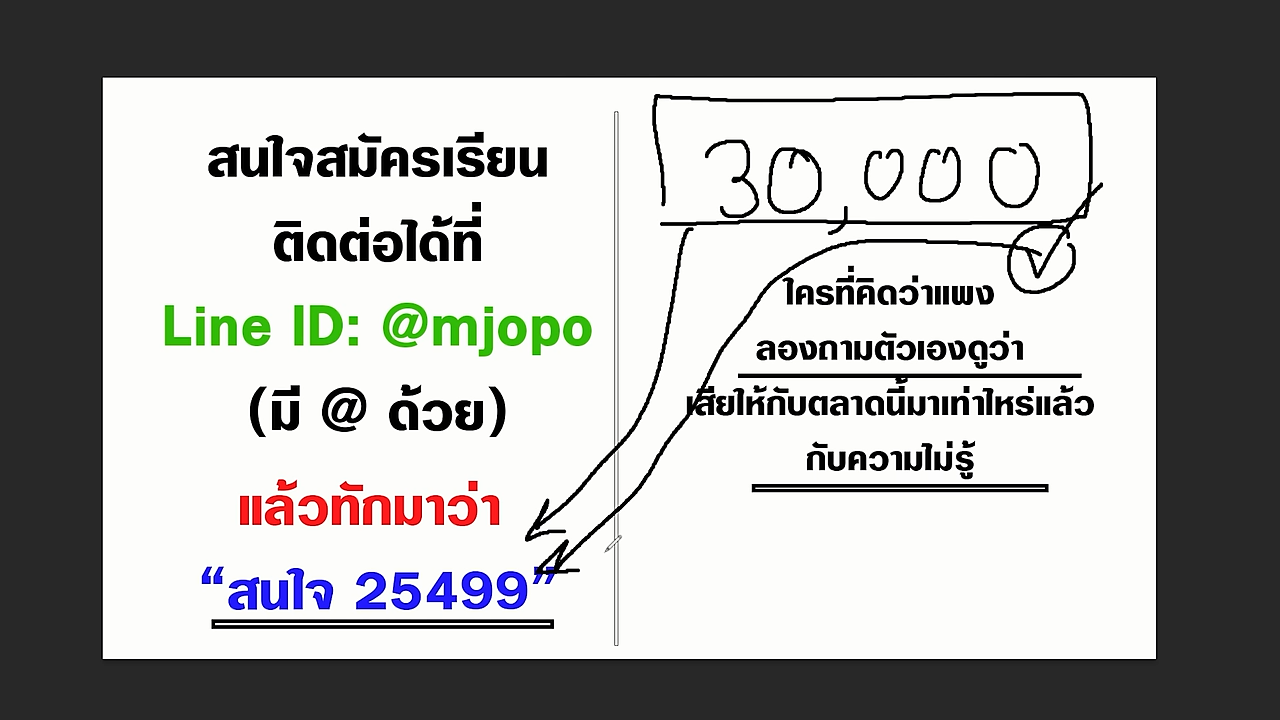 สนใจสมัครเรียน
ติดต่อได้ที่
Line ID: @mjopo
(มี @ ด้วย)
แล้วทักมาว่า
“สนใจ 25499”
30,000
ใครที่คิดว่าแพง
ลองถามตัวเองดูว่า
เสียให้กับตลาดนี้มาเท่าไหร่แล้ว
กับความไม่รู้